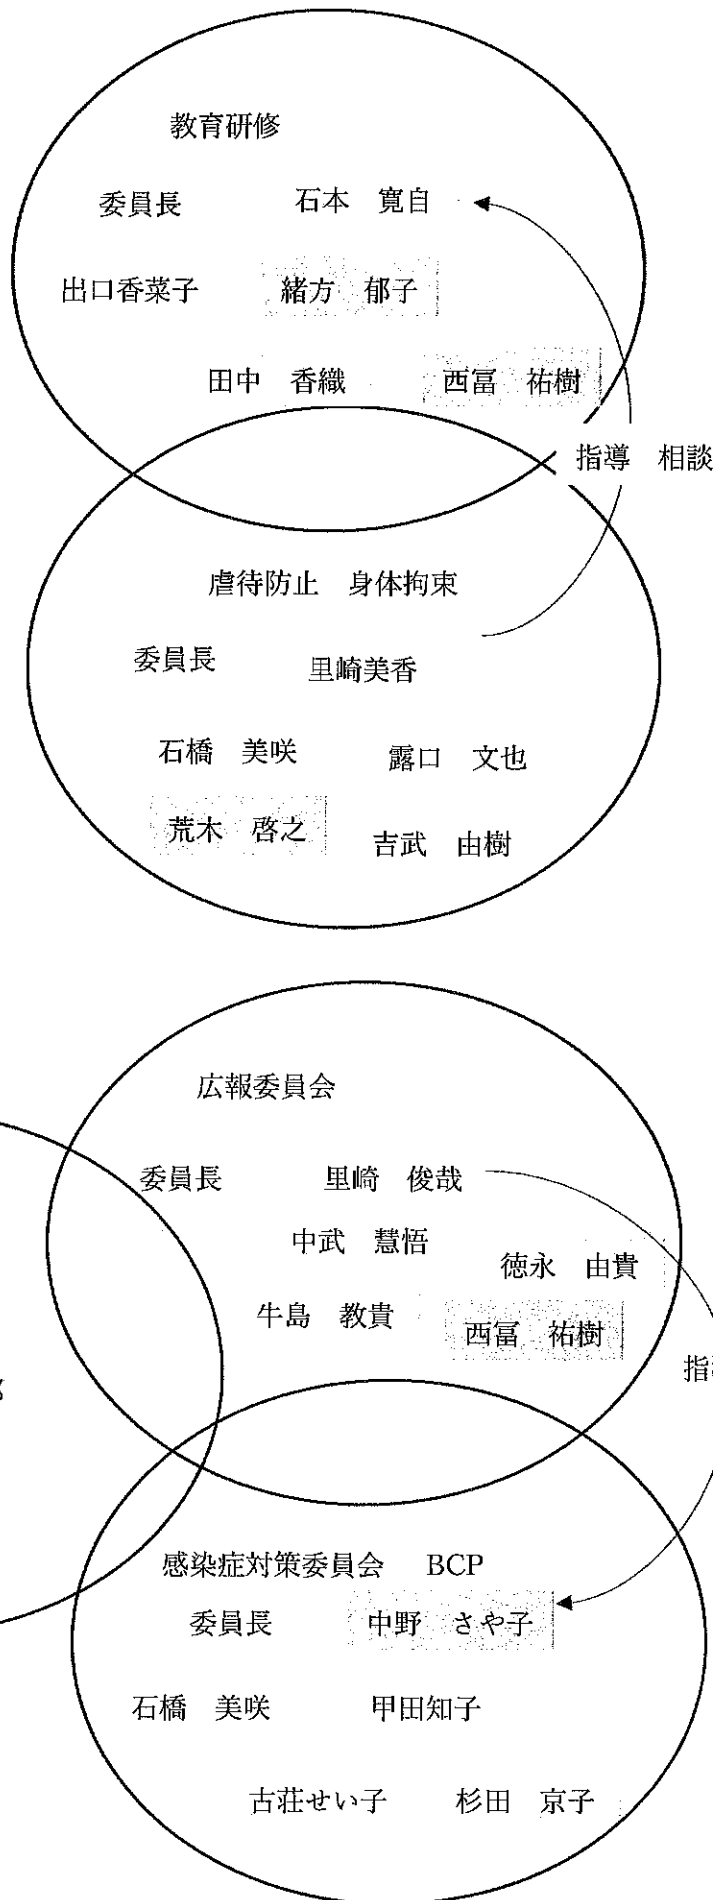 教育研修
委員長　石本　寛自
出口香菜子　緒方　郁子
田中　香織　西冨　祐樹
指導　相談
虐待防止　身体拘束
委員長　里崎美香
石橋　美咲　露口　文也
荒木　啓之　吉武　由樹
広報委員会
委員長　里崎　俊哉
中武　慧悟　徳永　由貴
牛島　教貴　西冨　祐樹
指
感染症対策委員会　BCP
委員長　中野　さや子
石橋　美咲　甲田知子
古荘せい子　杉田　京子